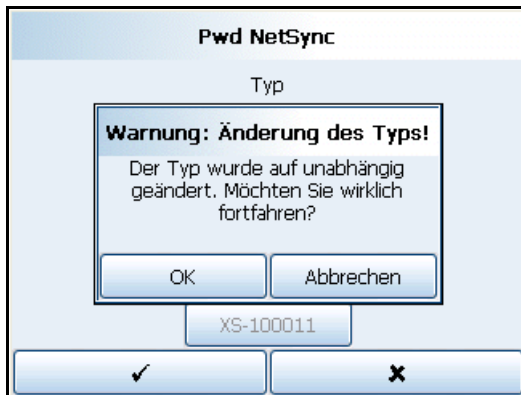 Pwd NetSync
Typ
Warnung: Änderung des Typs!
Der Typ wurde auf unabhängig
geändert. Möchten Sie wirklich
fortfahren?
OK
Abbrechen
XS-100011